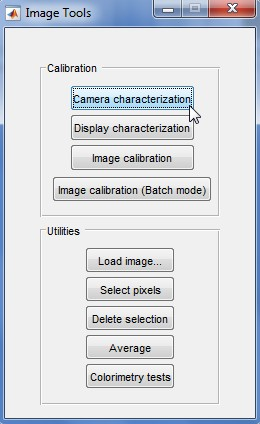 Image Tools
Calibration
Camera characterization
Display characterization
Image calibration
Image calibration (Batch mode)
Utilities
Load image...
Select pixels
Delete selection
Average
Colorimetry tests